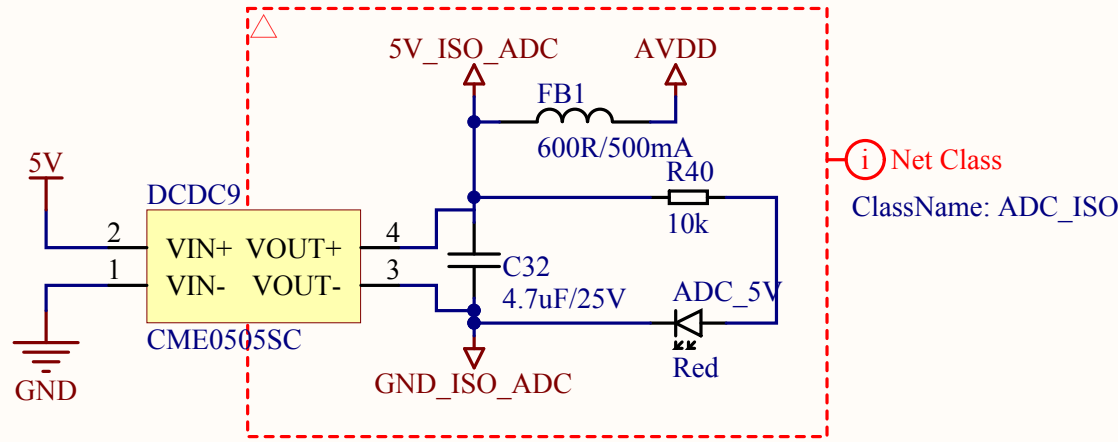 5V_ISO_ADC
AVDD
FB1
600R/500mA
i Net Class
ClassName: ADC_ISO
5V
DCDC9
R40
10k
2 VIN+ VOUT+ 4
1 VIN- VOUT- 3
C32
4.7uF/25V
ADC_5V
CME0505SC
Red
GND
GND_ISO_ADC